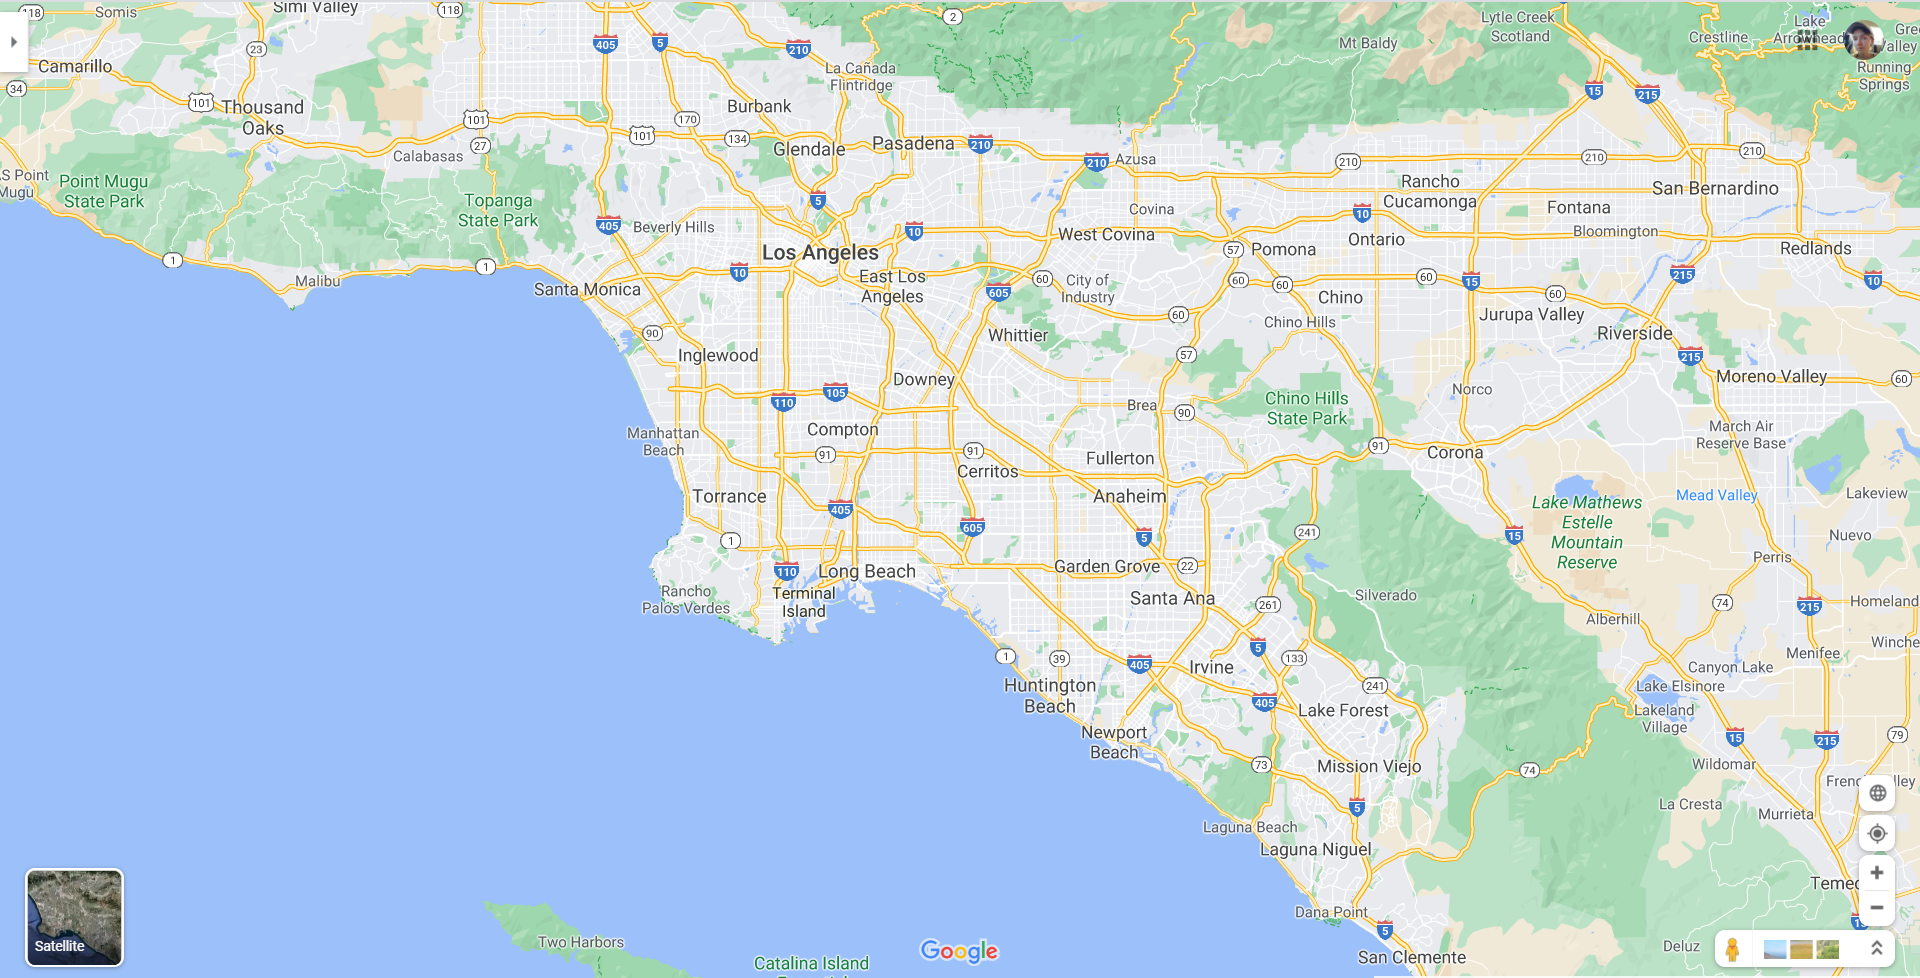 118
Somis
Simi Valley
118
2
Lytle Creek
Scotland
Lake
Arrowhead
Crestline
Mt Baldy
Running
Springs
23
405
5
210
La Cañada
Flintridge
Camarillo
34
101
Thousand
Oaks
Burbank
15
215
101
170
101
134
27
Calabasas
Glendale
Pasadena
210
210
Azusa
210
210
210
Point Mugu
State Park
Point
Mugu
Topanga
State Park
5
Rancho
Cucamonga
San Bernardino
Covina
Fontana
405
Beverly Hills
10
West Covina
10
Bloomington
Los Angeles
57
Pomona
Ontario
Redlands
1
1
10
East Los
Angeles
60
City of
Industry
60
60
60
15
215
10
Malibu
Santa Monica
605
Chino
60
90
60
Chino Hills
Jurupa Valley
Riverside
Whittier
Inglewood
57
215
Downey
Moreno Valley
60
110
105
Brea
90
Chino Hills
State Park
Norco
Manhattan
Beach
Compton
91
91
91
March Air
Reserve Base
Cerritos
Fullerton
Corona
Torrance
Anaheim
405
605
Lake Mathews
Estelle
Mountain
Reserve
Mead Valley
Lakeview
1
5
241
15
Nuevo
Perris
110
Long Beach
Garden Grove
22
Rancho
Palos Verdes
Terminal
Island
Santa Ana
261
Silverado
74
215
Homeland
Alberhill
1
39
405
5
Irvine
133
Menifee
Canyon Lake
Huntington
Beach
405
241
Lake Elsinore
Lake Forest
Lakeland
Village
Newport
Beach
15
215
79
73
Mission Viejo
74
Wildomar
5
La Cresta
Murrieta
Laguna Beach
Laguna Niguel
Dana Point
5
Two Harbors
Google
San Clemente
Deluz
Catalina Island
Satellite